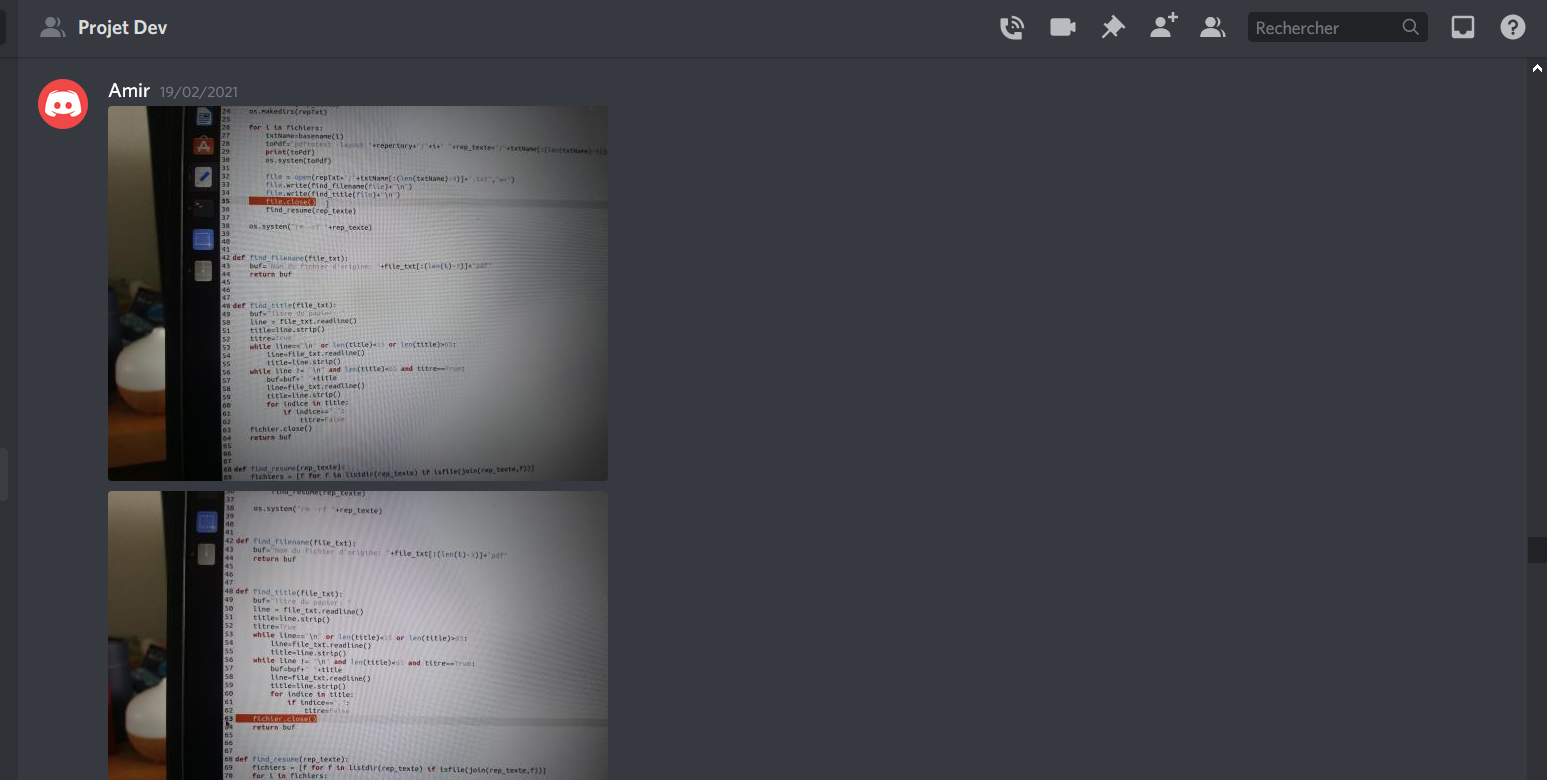 Projet Dev
Rechercher
Amir 19/02/2021
24 os.makedirs(repTxt)
25
26 for i in fichiers:
27 txtName=basename(i)
28 toPdf="pdftotext -layout "+repertory+"/"+i+" "+rep_texte+"/"+txtName[:(len(txtName)
29 print(toPdf)
30 os.system(toPdf)
31
32 file = open(repTxt+"/"+txtName[:(len(txtName)-4)]+".txt","w+")
33 file.write(find_filename(file)+"\n")
34 file.write(find_title(file)+"\n")
35 file.close()
36 find_resume(rep_texte)
37
38 os.system("rm -rf "+rep_texte)
39
40
41
42 def find_filename(file_txt):
43 buf="Nom du fichier d'origine: "+file_txt[:(len(i)-3)]+"pdf"
44 return buf
45
46
47
48 def find_title(file_txt):
49 buf="Titre du papier:
50 line = file_txt.readline()
51 title=line.strip()
52 titre=True
53 while line=="\n" or len(title)< or len(title)>
54 line=file_txt.readline()
55 title=line.strip()
56 while line != "\n" and len(title)< and titre==True:
57 buf=buf+" "+title
58 line=file_txt.readline()
59 title=line.strip()
60 for indice in title:
61 if indice==".":
62 titre=False
63 fichier.close()
64 return buf
65
66
67
68 def find_resume(rep_texte):
69 fichiers = [f for f in listdir(rep_texte) if isfile(join(rep_texte,f))]
find_resume(rep_texte)
37
38 os.system("rm -rf "+rep_texte)
39
40
41
42 def find_filename(file_txt):
43 buf="Nom du fichier d'origine: "+file_txt[:(len(i)-3)]+"pdf"
44 return buf
45
46
47
48 def find_title(file_txt):
49 buf="Titre du papier: "
50 line = file_txt.readline()
51 title=line.strip()
52 titre=True
53 while line=="\n" or len(title)< or len(title)>
54 line=file_txt.readline()
55 title=line.strip()
56 while line != "\n" and len(title)< and titre==True:
57 buf=buf+" "+title
58 line=file_txt.readline()
59 title=line.strip()
60 for indice in title:
61 if indice==".":
62 titre=False
63 fichier.close()
64 return buf
65
66
67
68 def find_resume(rep_texte):
69 fichiers = [f for f in listdir(rep_texte) if isfile(join(rep_texte,f))]
70 for i in fichiers: